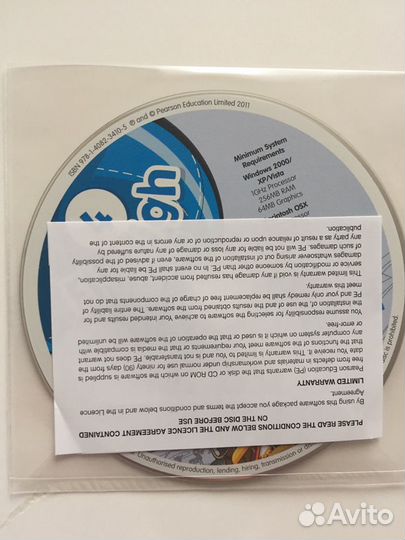 ISBN 978-1-4082-3410-5 ℗ and © Pearson Education Limited 2011
Minimum System
Requirements
Windows 2000/
XP/Vista
1GHz Processor
256MB RAM
64MB Graphics
OSX
PLEASE READ THE CONDITIONS BELOW AND THE LICENCE AGREEMENT CONTAINED
ON THE DISC BEFORE USE
By using this software package you accept the terms and conditions below and in the Licence
Agreement.
LIMITED WARRANTY
Pearson Education (PE) warrants that the disc or CD ROM on which the software is supplied is
free from defects in materials and workmanship under normal use for ninety (90) days from the
date You receive it. This warranty is limited to You and is not transferable. PE does not warrant
that the functions of the software meet Your requirements or that the media is compatible with
any computer system on which it is used or that the operation of the software will be unlimited
or error-free.
You assume responsibility for selecting the software to achieve Your intended results and for
the installation of, the use of and the results obtained from the software. The entire liability of
PE and your only remedy shall be replacement free of charge of the components that do not
meet this warranty.
This limited warranty is void if any damage has resulted from accident, abuse, misapplication,
service or modification by someone other than PE. In no event shall PE be liable for any
damages whatsoever arising out of installation of the software, even if advised of the possibility
of such damages. PE will not be liable for any loss or damage of any nature suffered by
any party as a result of reliance upon or reproduction of or any errors in the content of the
publication.
Unauthorised reproduction, lending, hiring, transmission or
disc is prohibited.
Avito